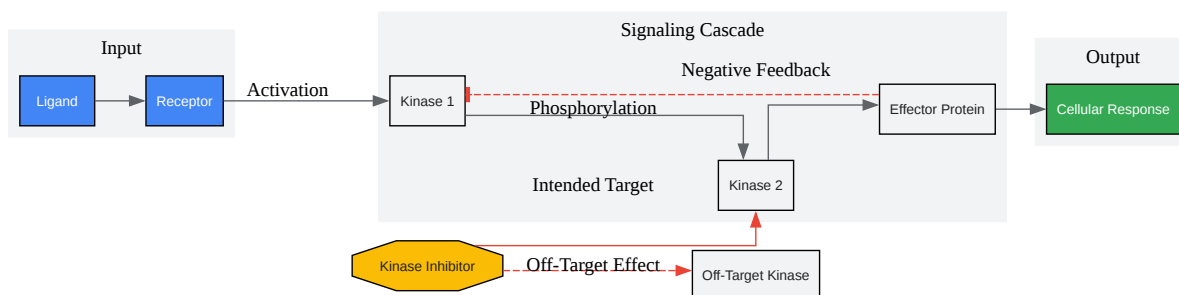 Signaling Cascade
Input
Output
Negative Feedback
Ligand
Receptor
Activation
Kinase 1
Phosphorylation
Effector Protein
Cellular Response
Intended Target
Kinase 2
Kinase Inhibitor
Off-Target Effect
Off-Target Kinase